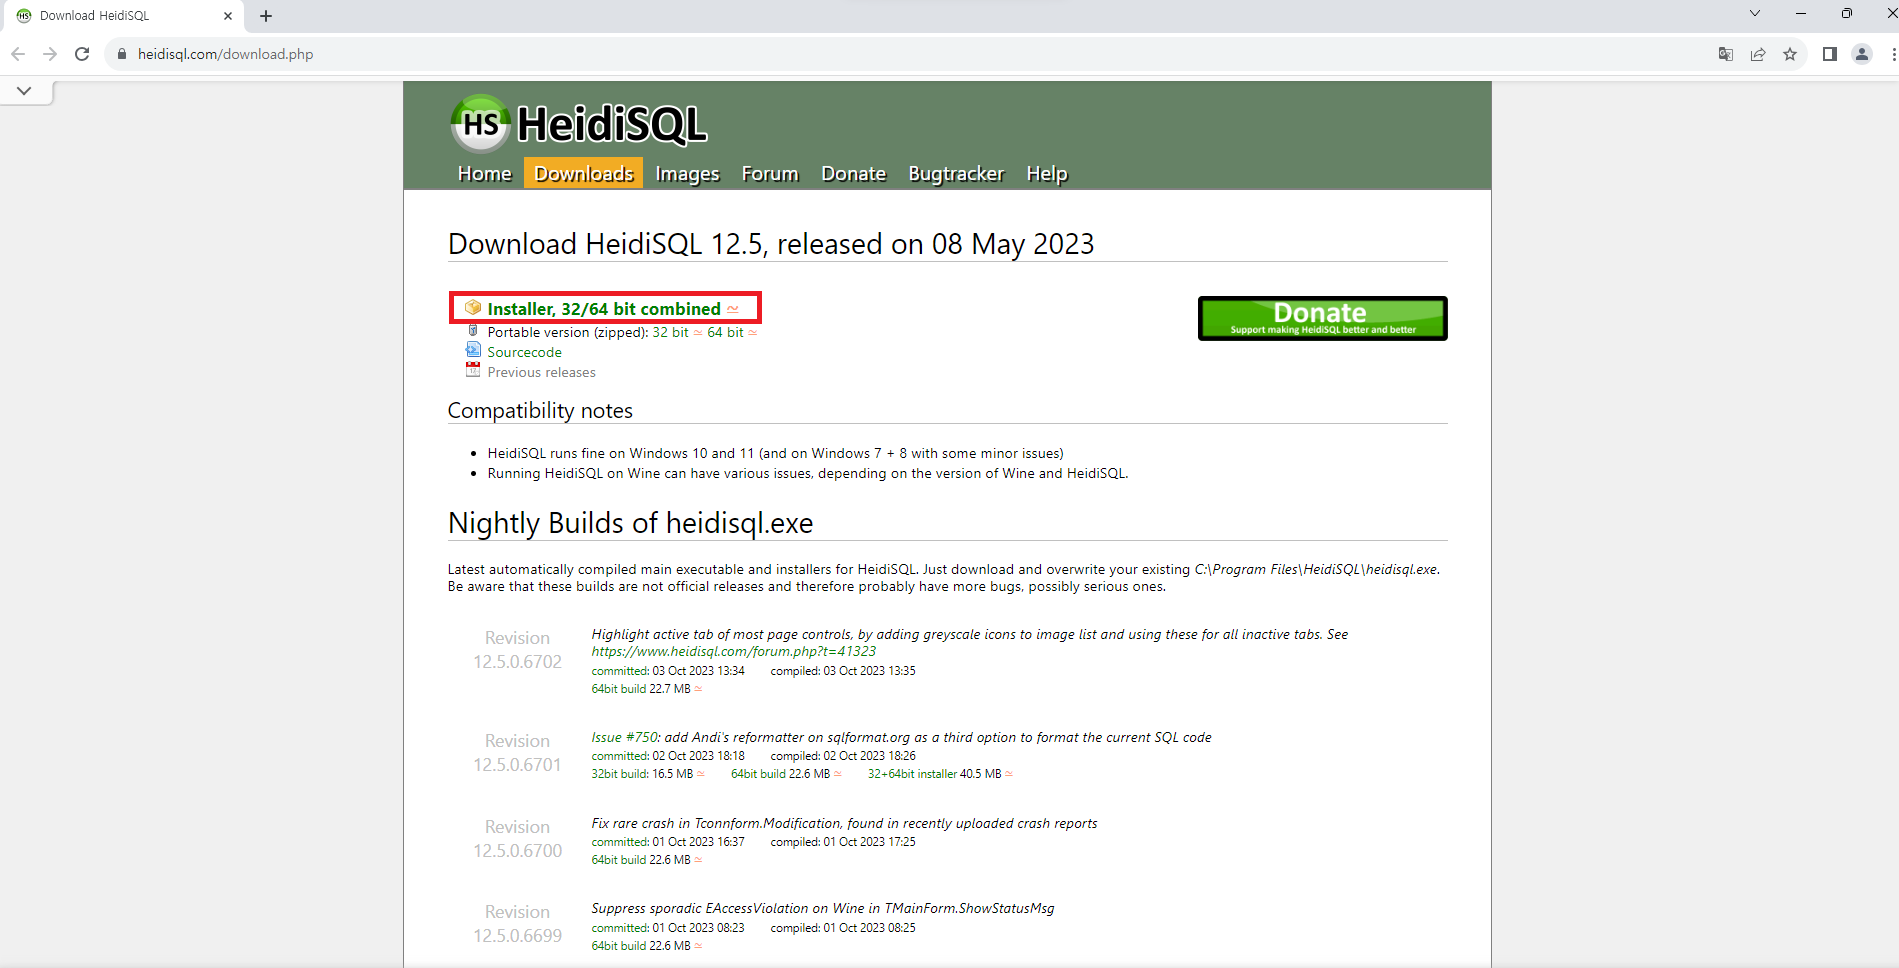 Download HeidiSQL
heidisql.com/download.php
HS HeidiSQL
Home Downloads Images Forum Donate Bugtracker Help
Download HeidiSQL 12.5, released on 08 May 2023
Installer, 32/64 bit combined
Donate
Support making HeidiSQL better and better
Portable version (zipped): 32 bit 64 bit
Sourcecode
Previous releases
Compatibility notes
• HeidiSQL runs fine on Windows 10 and 11 (and on Windows 7 + 8 with some minor issues)
• Running HeidiSQL on Wine can have various issues, depending on the version of Wine and HeidiSQL.
Nightly Builds of heidisql.exe
Latest automatically compiled main executable and installers for HeidiSQL. Just download and overwrite your existing C:\Program Files\HeidiSQL\heidisql.exe.
Be aware that these builds are not official releases and therefore probably have more bugs, possibly serious ones.
Revision
12.5.0.6702
Highlight active tab of most page controls, by adding greyscale icons to image list and using these for all inactive tabs. See
https://www.heidisql.com/forum.php?t=41323
committed: 03 Oct 2023 13:34 compiled: 03 Oct 2023 13:35
64bit build 22.7 MB
Revision
12.5.0.6701
Issue #750: add Andi's reformatter on sqlformat.org as a third option to format the current SQL code
committed: 02 Oct 2023 18:18 compiled: 02 Oct 2023 18:26
32bit build: 16.5 MB 64bit build 22.6 MB 32+64bit installer 40.5 MB
Revision
12.5.0.6700
Fix rare crash in Tconnform.Modification, found in recently uploaded crash reports
committed: 01 Oct 2023 16:37 compiled: 01 Oct 2023 17:25
64bit build 22.6 MB
Revision
12.5.0.6699
Suppress sporadic EAccessViolation on Wine in TMainForm.ShowStatusMsg
committed: 01 Oct 2023 08:23 compiled: 01 Oct 2023 08:25
64bit build 22.6 MB